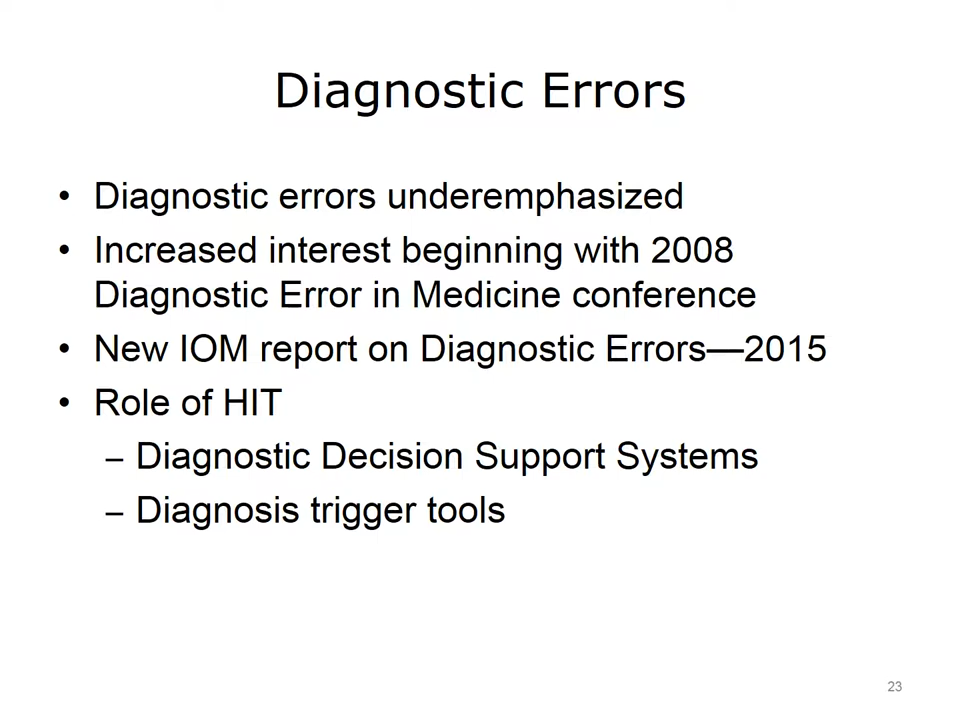 Diagnostic Errors
• Diagnostic errors underemphasized
• Increased interest beginning with 2008
Diagnostic Error in Medicine conference
• New IOM report on Diagnostic Errors—2015
• Role of HIT
– Diagnostic Decision Support Systems
– Diagnosis trigger tools
23